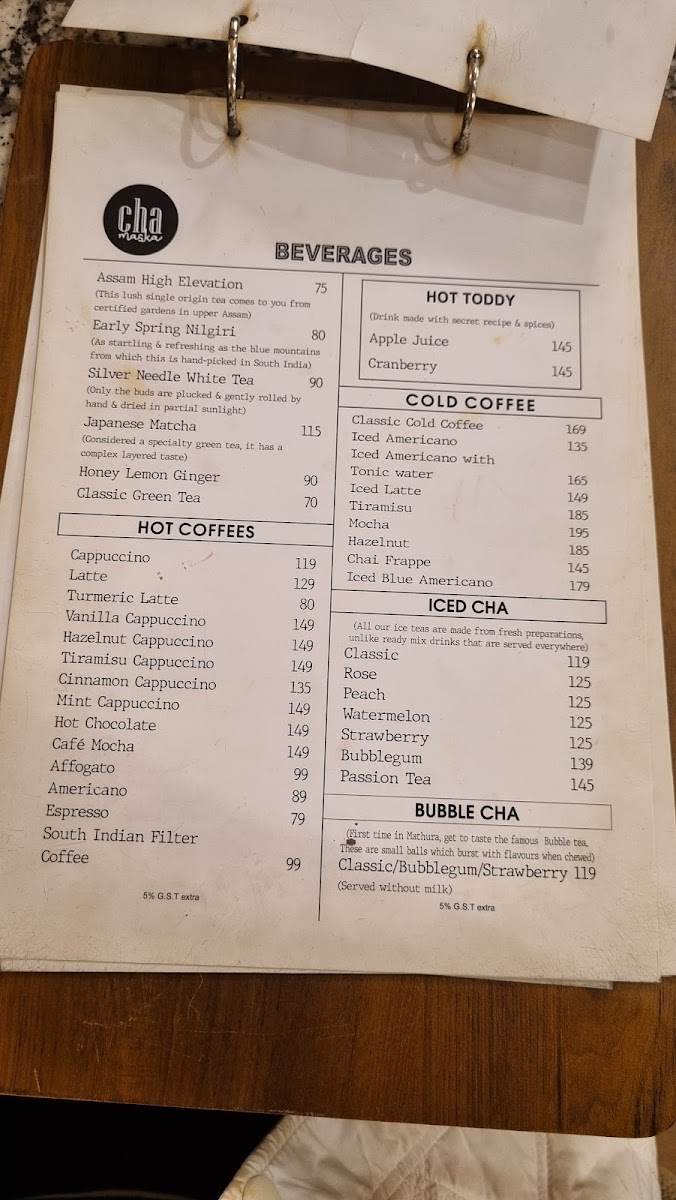 cha
maska
BEVERAGES
Assam High Elevation 75
(This lush single origin tea comes to you from
certified gardens in upper Assam)
Early Spring Nilgiri 80
(As startling & refreshing as the blue mountains
from which this is hand-picked in South India)
Silver Needle White Tea 90
(Only the buds are plucked & gently rolled by
hand & dried in partial sunlight)
Japanese Matcha 115
(Considered a specialty green tea, it has a
complex layered taste)
Honey Lemon Ginger 90
Classic Green Tea 70
HOT COFFEES
Cappuccino 119
Latte 129
Turmeric Latte 80
Vanilla Cappuccino 149
Hazelnut Cappuccino 149
Tiramisu Cappuccino 149
Cinnamon Cappuccino 135
Mint Cappuccino 149
Hot Chocolate 149
Café Mocha 149
Affogato 99
Americano 89
Espresso 79
South Indian Filter
Coffee 99
5% G.S.T extra
HOT TODDY
(Drink made with secret recipe & spices)
Apple Juice 145
Cranberry 145
COLD COFFEE
Classic Cold Coffee 169
Iced Americano 135
Iced Americano with
Tonic water 165
Iced Latte 149
Tiramisu 185
Mocha 195
Hazelnut 185
Chai Frappe 145
Iced Blue Americano 179
ICED CHA
(All our ice teas are made from fresh preparations,
unlike ready mix drinks that are served everywhere)
Classic 119
Rose 125
Peach 125
Watermelon 125
Strawberry 125
Bubblegum 139
Passion Tea 145
BUBBLE CHA
(First time in Mathura, get to taste the famous Bubble tea,
These are small balls which burst with flavours when chewed)
Classic/Bubblegum/Strawberry 119
(Served without milk)
5% G.S.T extra